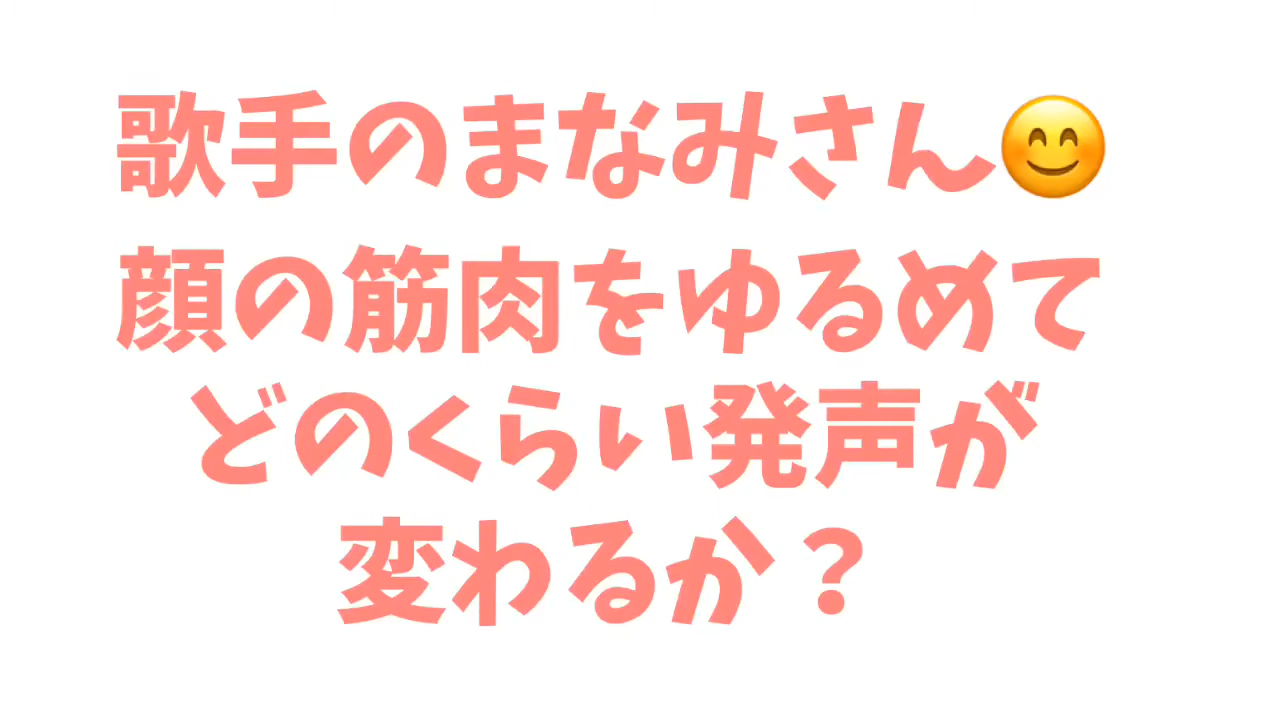 歌手のまなみさん😊
顔の筋肉をゆるめて
どのくらい発声が
変わるか？